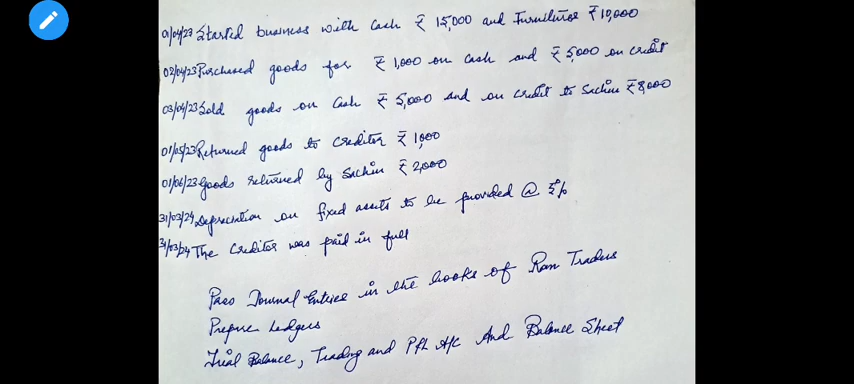 01/04/23 Started business with Cash ₹ 15,000 and Furniture ₹ 10,000
02/04/23 Purchased goods for ₹ 1,000 on Cash and ₹ 5,000 on credit
03/04/23 Sold goods on Cash ₹ 5,000 and on credit to Sachin ₹ 8,000
01/05/23 Returned goods to Creditor ₹ 1,000
01/06/23 Goods returned by Sachin ₹ 2,000
31/03/24 Depreciation on fixed assets to be provided @
31/03/24 The Creditor was paid in full
Pass Journal Entries in the books of Ram Traders
Prepare Ledgers
Trial Balance, Trading and P/L A/C And Balance Sheet